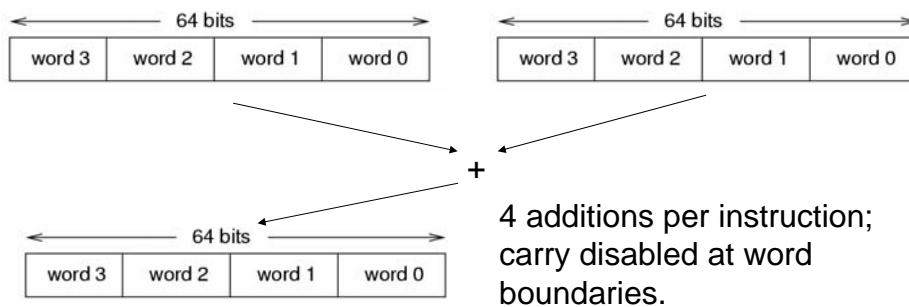 64 bits
word 3 word 2 word 1 word 0
64 bits
word 3 word 2 word 1 word 0
+
64 bits
word 3 word 2 word 1 word 0
4 additions per instruction;
carry disabled at word
boundaries.